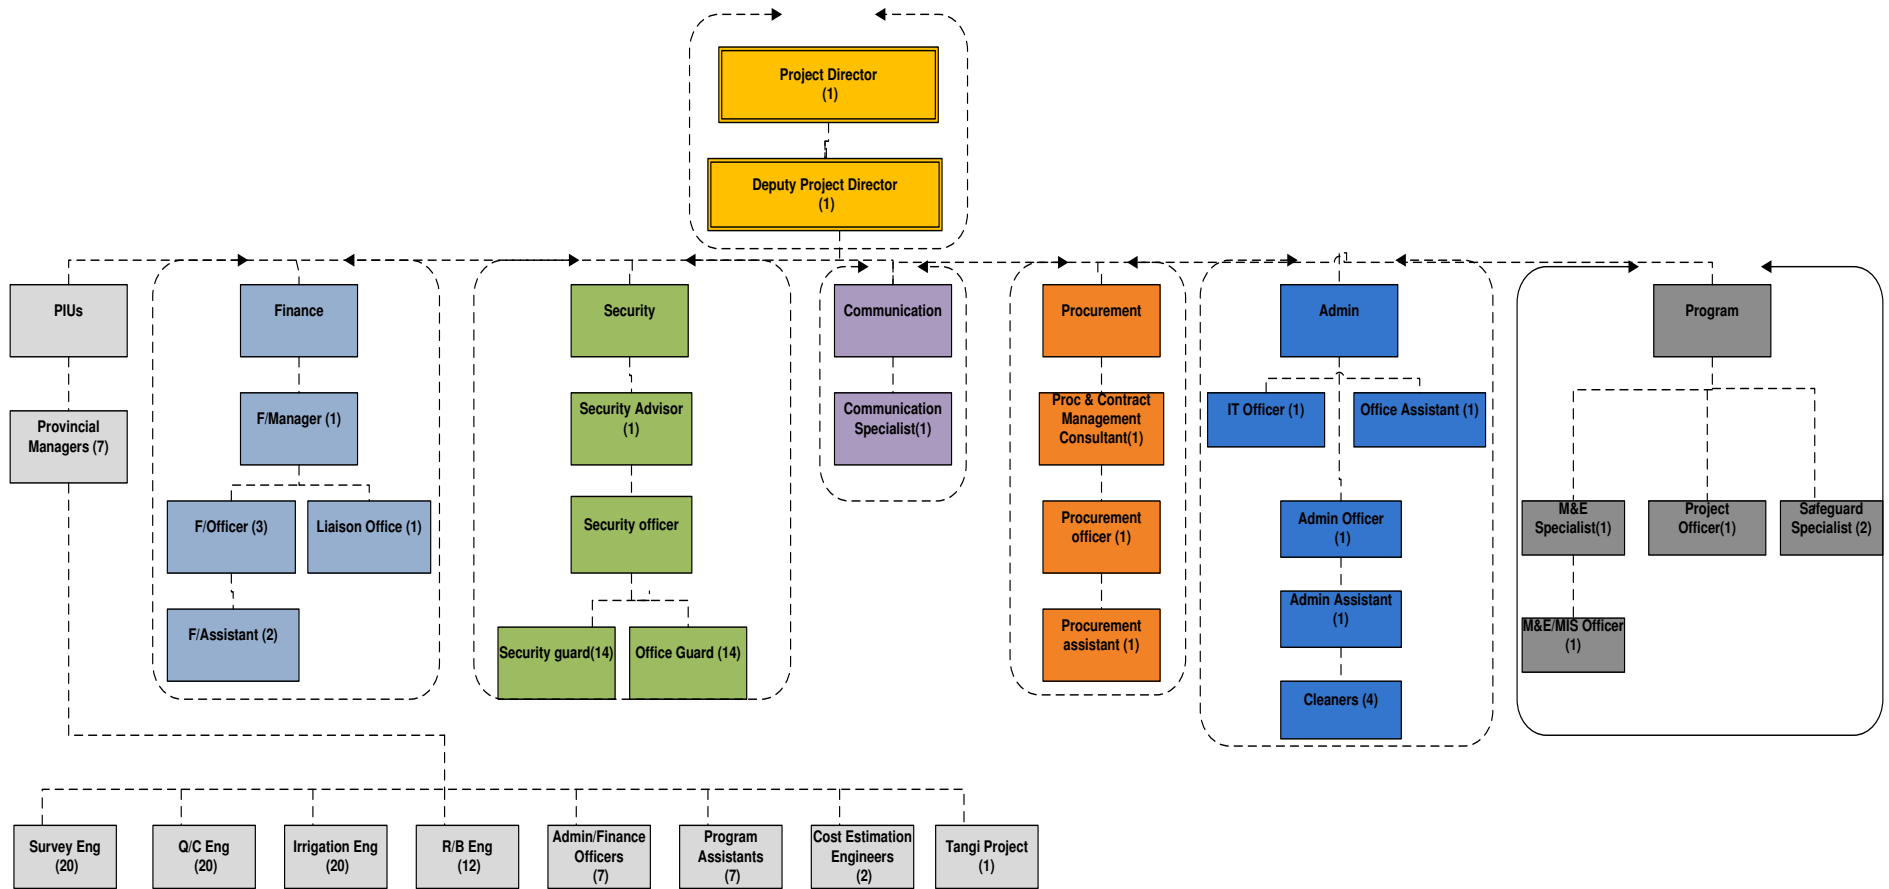 Project Director
(1)
Deputy Project Director
(1)
PIUs
Finance
Security
Communication
Procurement
Admin
Program
Provincial
Managers (7)
F/Manager (1)
Security Advisor
(1)
Communication
Specialist(1)
Proc & Contract
Management
Consultant(1)
IT Officer (1)
Office Assistant (1)
F/Officer (3)
Liaison Office (1)
Security officer
Procurement
officer (1)
Admin Officer
(1)
M&E
Specialist(1)
Project
Officer(1)
Safeguard
Specialist (2)
F/Assistant (2)
Security guard(14)
Office Guard (14)
Procurement
assistant (1)
Admin Assistant
(1)
M&E/MIS Officer
(1)
Cleaners (4)
Survey Eng
(20)
Q/C Eng
(20)
Irrigation Eng
(20)
R/B Eng
(12)
Admin/Finance
Officers
(7)
Program
Assistants
(7)
Cost Estimation
Engineers
(2)
Tangi Project
(1)